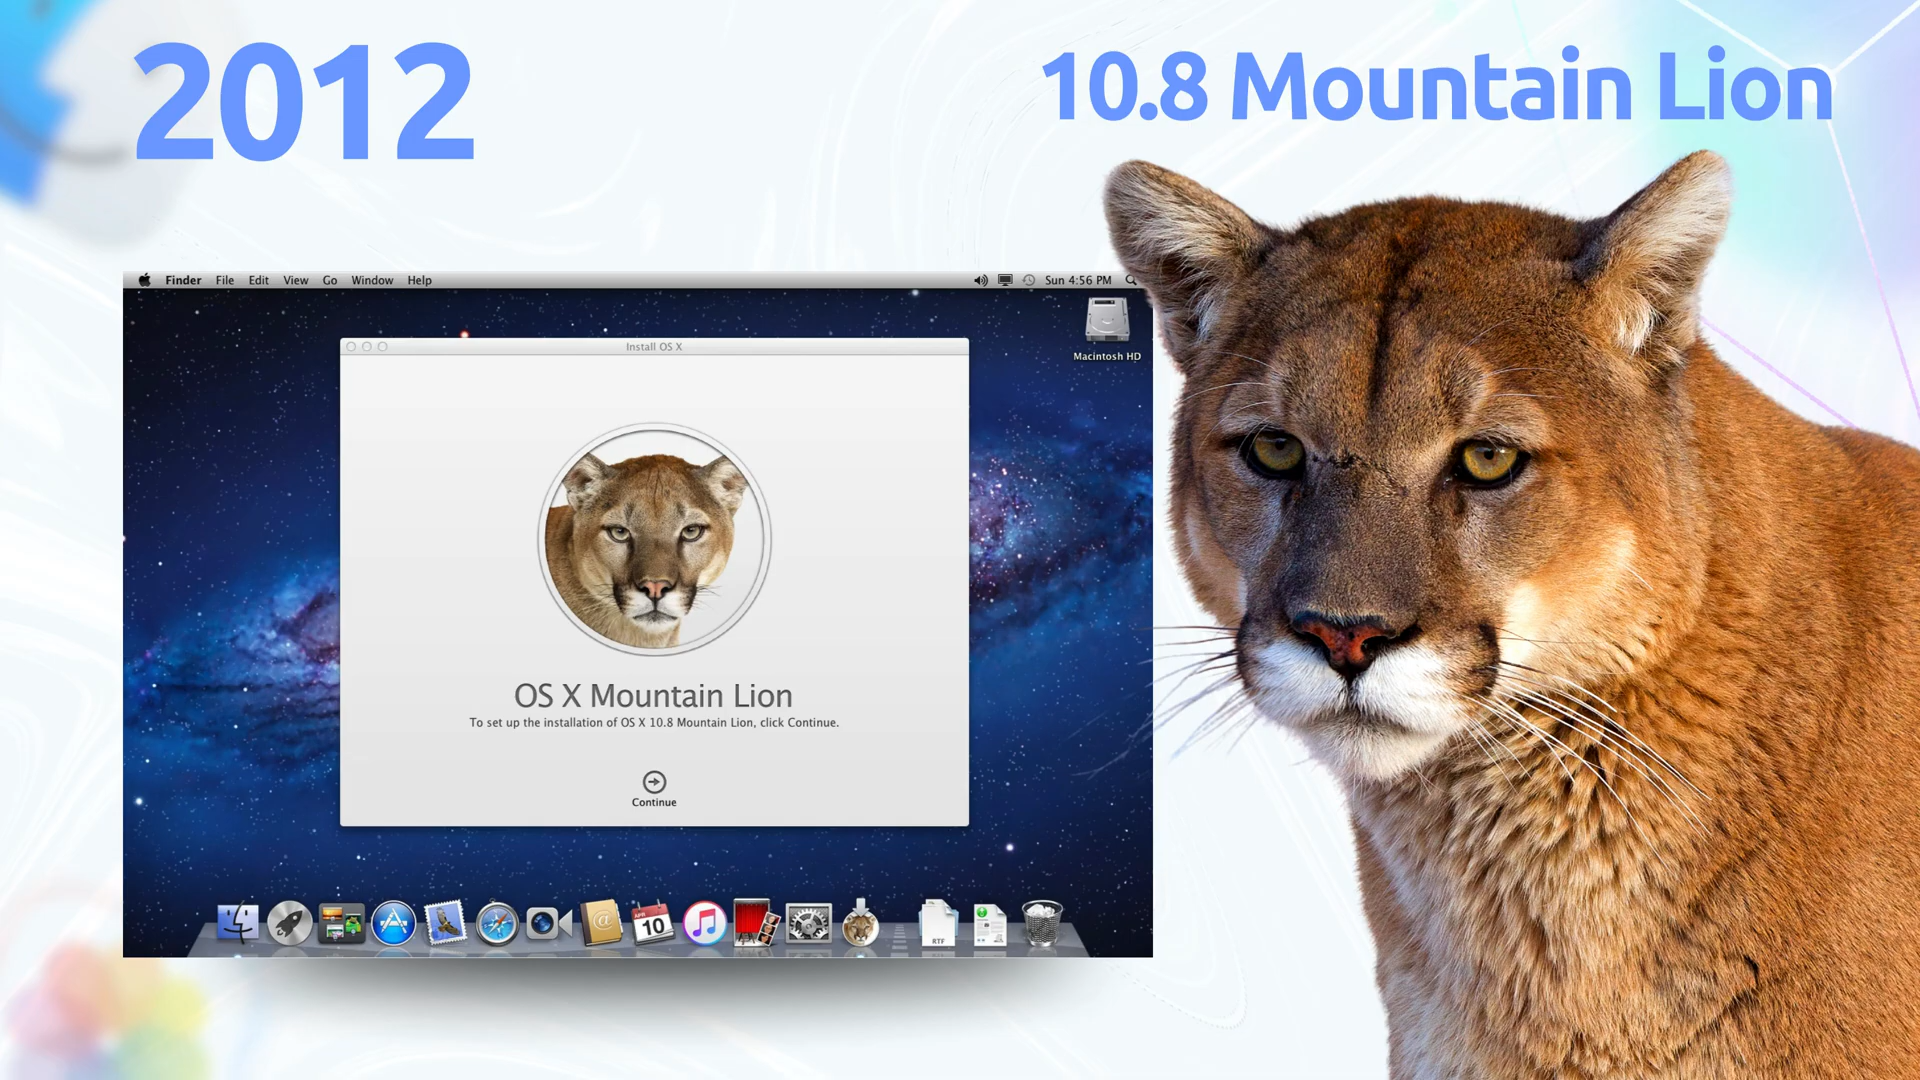 2012
10.8 Mountain Lion
Finder File Edit View Go Window Help
Sun 4:56 PM
Macintosh HD
Install OS X
OS X Mountain Lion
To set up the installation of OS X 10.8 Mountain Lion, click Continue.
Continue
@
APR
10
RTF